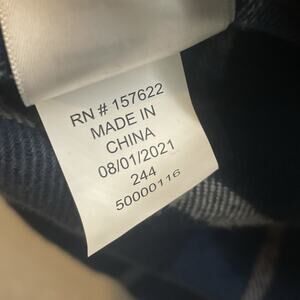 RN # 157622
MADE IN
CHINA
08/01/2021
244
50000116